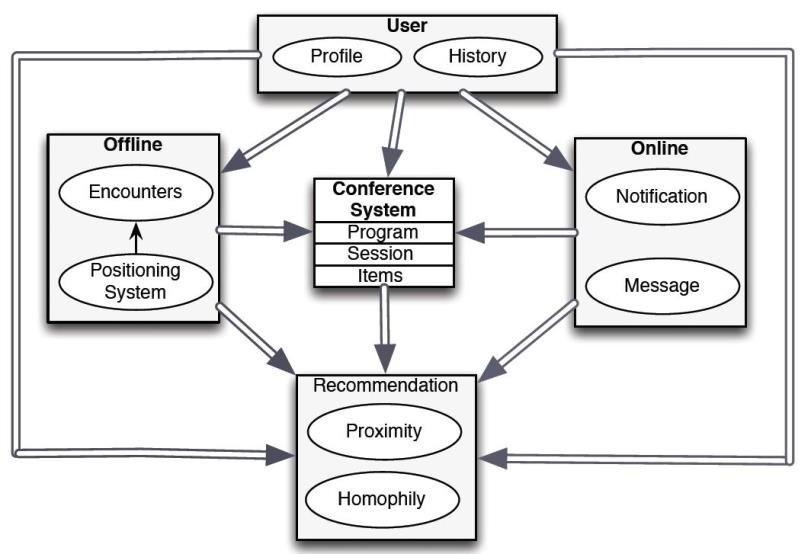 User
Profile
History
Offline
Encounters
Positioning
System
Conference
System
Program
Session
Items
Online
Notification
Message
Recommendation
Proximity
Homophily